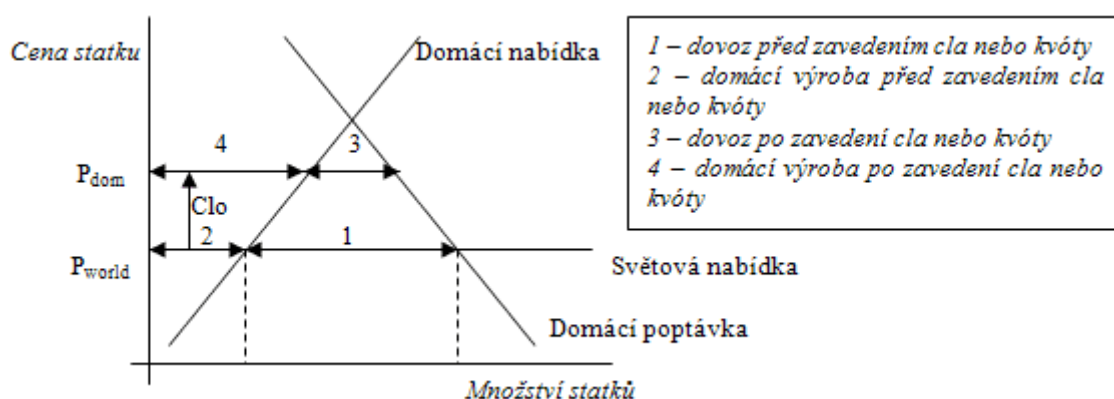 Cena statku
Domácí nabídka
1 – dovoz před zavedením cla nebo kvóty
2 – domácí výroba před zavedením cla
nebo kvóty
3 – dovoz po zavedení cla nebo kvóty
4 – domácí výroba po zavedení cla nebo
kvóty
4
3
P dom
Clo
2
1
P world
Světová nabídka
Domácí poptávka
Množství statků